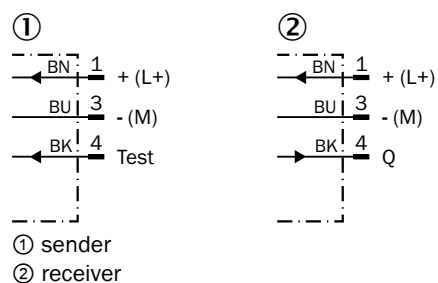 ① ②
BN 1 + (L+) BN 1 + (L+)
BU 3 - (M) BU 3 - (M)
BK 4 Test BK 4 Q
① sender
② receiver